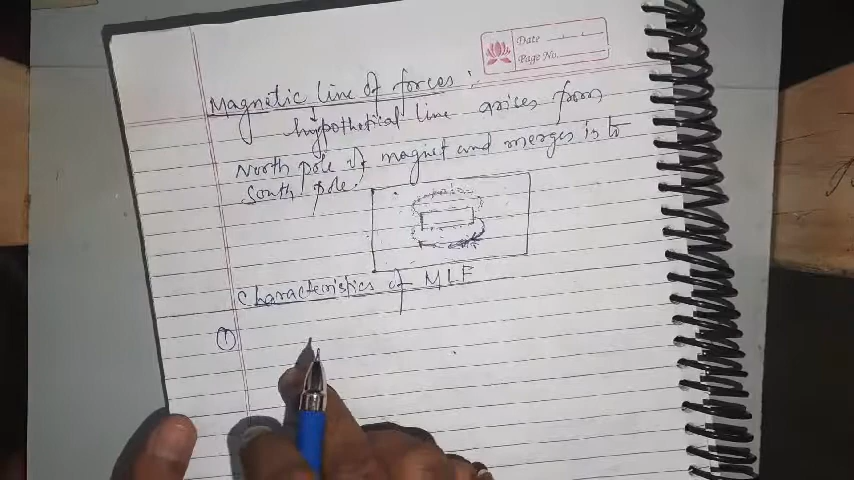 Date
Page No.
Magnetic line of forces :
hypothetical line arises from
North pole of magnet and merges in to
South pole.
Characteristics of MLF
1